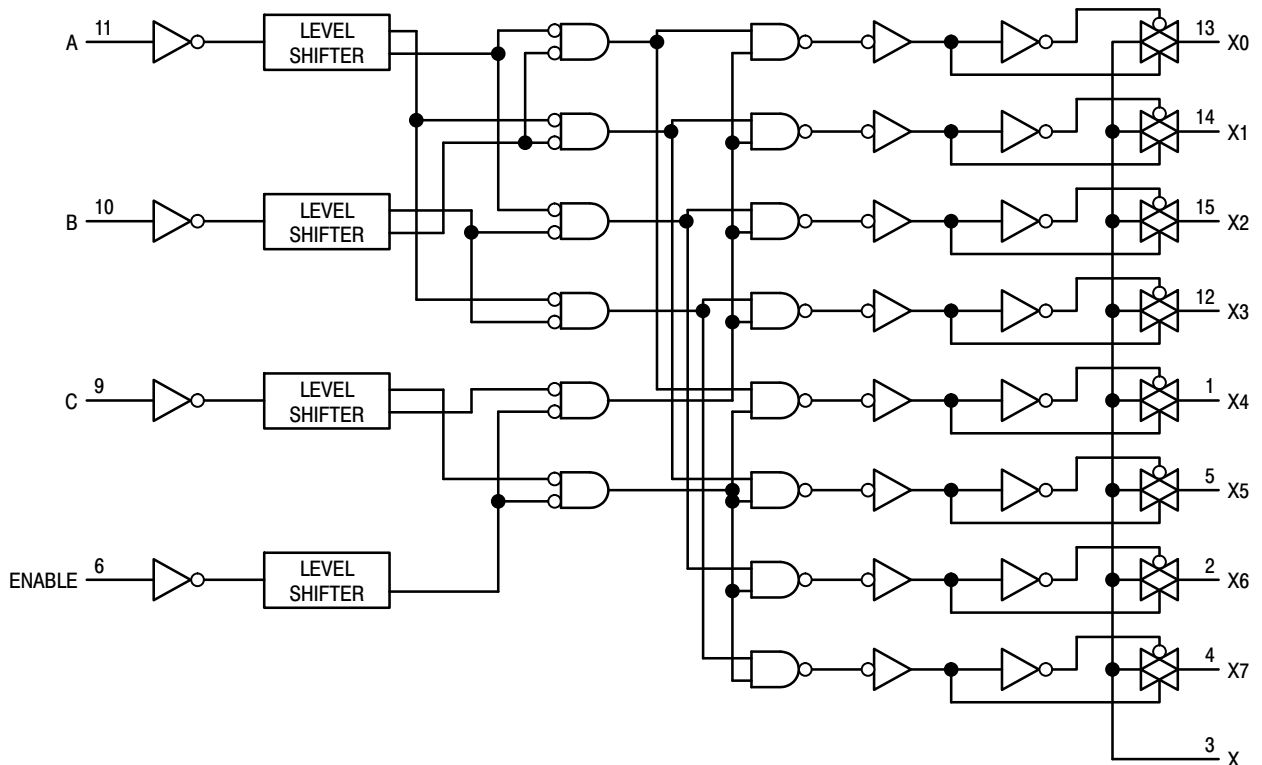 11
A
LEVEL
SHIFTER
13
X0
14
X1
10
B
LEVEL
SHIFTER
15
X2
12
X3
9
C
LEVEL
SHIFTER
1
X4
5
X5
6
ENABLE
LEVEL
SHIFTER
2
X6
4
X7
3
X